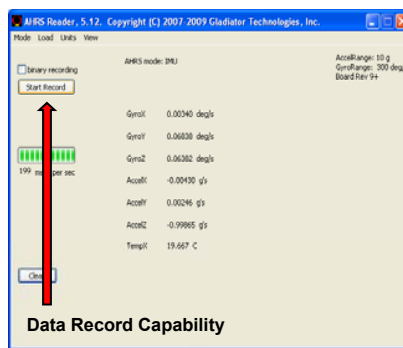 AHRS Reader, 5.12. Copyright (C) 2007-2009 Gladiator Technologies, Inc.
Mode Load Units View
AHRS mode: IMU
AccelRange: 10 g
GyroRange: 300 deg
Board Rev 9+
binary recording
Start Record
GyroX 0.00340 deg/s
GyroY 0.06838 deg/s
GyroZ 0.06382 deg/s
199 per sec
AccelX -0.00430 g's
AccelY 0.00246 g's
AccelZ -0.99865 g's
TempX 19.667 C
Data Record Capability